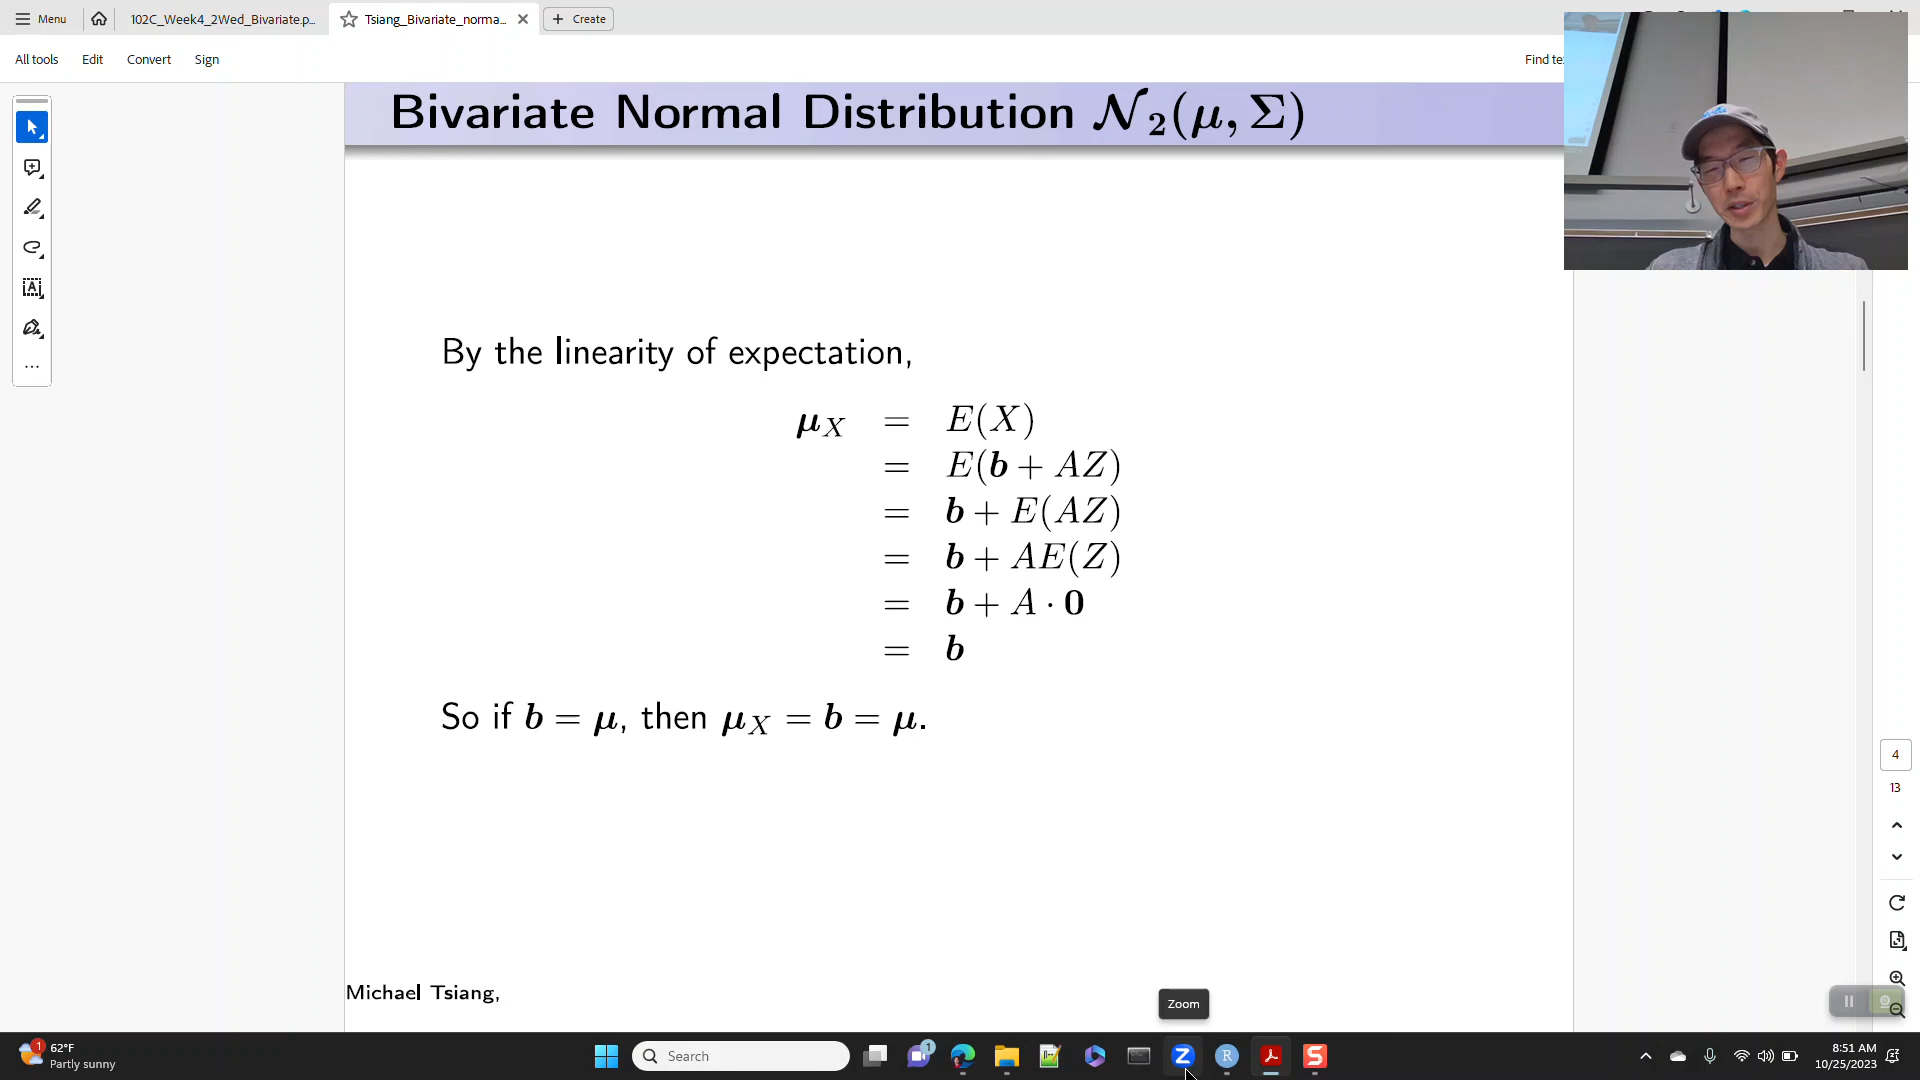 Menu
102C_Week4_2Wed_Bivariate.p...
Tsiang_Bivariate_norma...
Create
All tools Edit Convert Sign
Bivariate Normal Distribution 𝒩₂(μ, Σ)
By the linearity of expectation,
μ_X = E(X)
= E(b + AZ)
= b + E(AZ)
= b + AE(Z)
= b + A · 0
= b
So if b = μ, then μ_X = b = μ.
4
13
Michael Tsiang,
Zoom
1
62°F
Partly sunny
Search
1
8:51 AM
10/25/2023